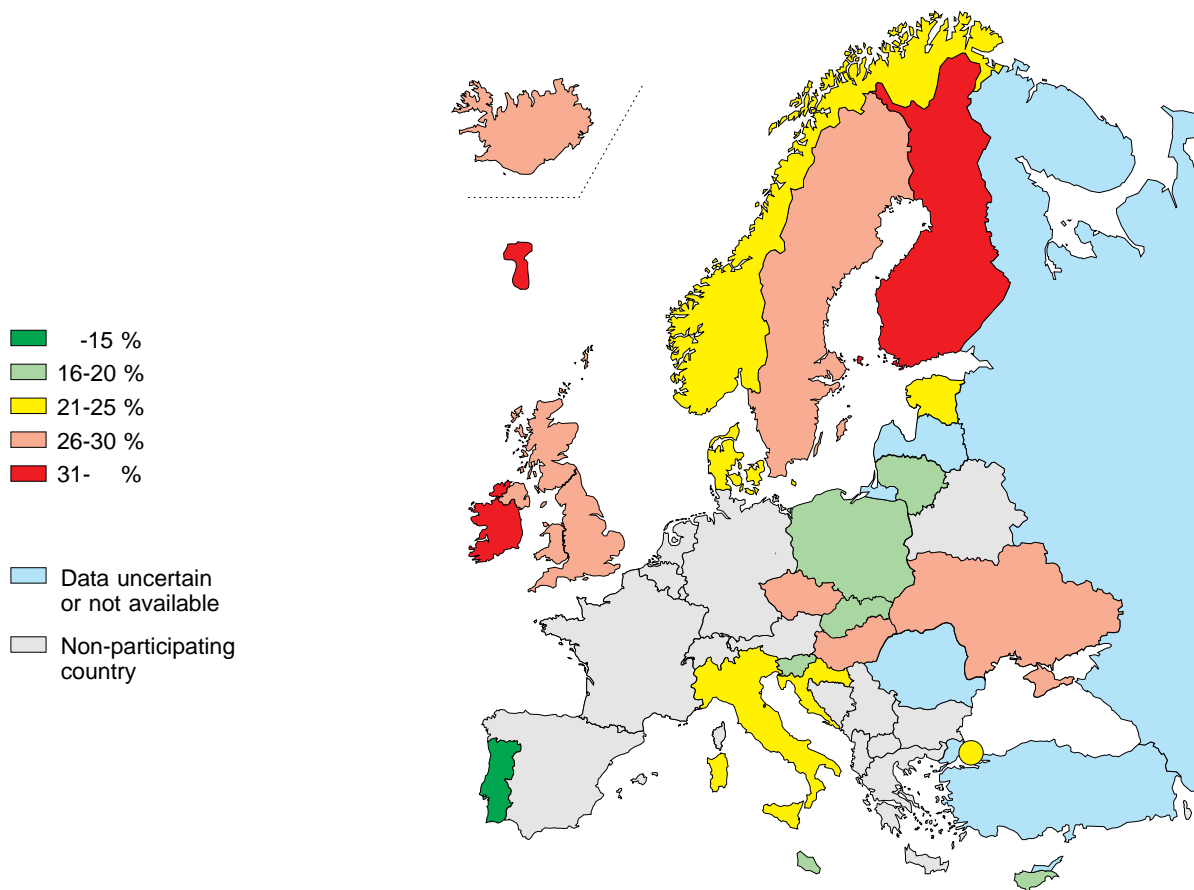 -15 %
16-20 %
21-25 %
26-30 %
31- %
Data uncertain
or not available
Non-participating
country